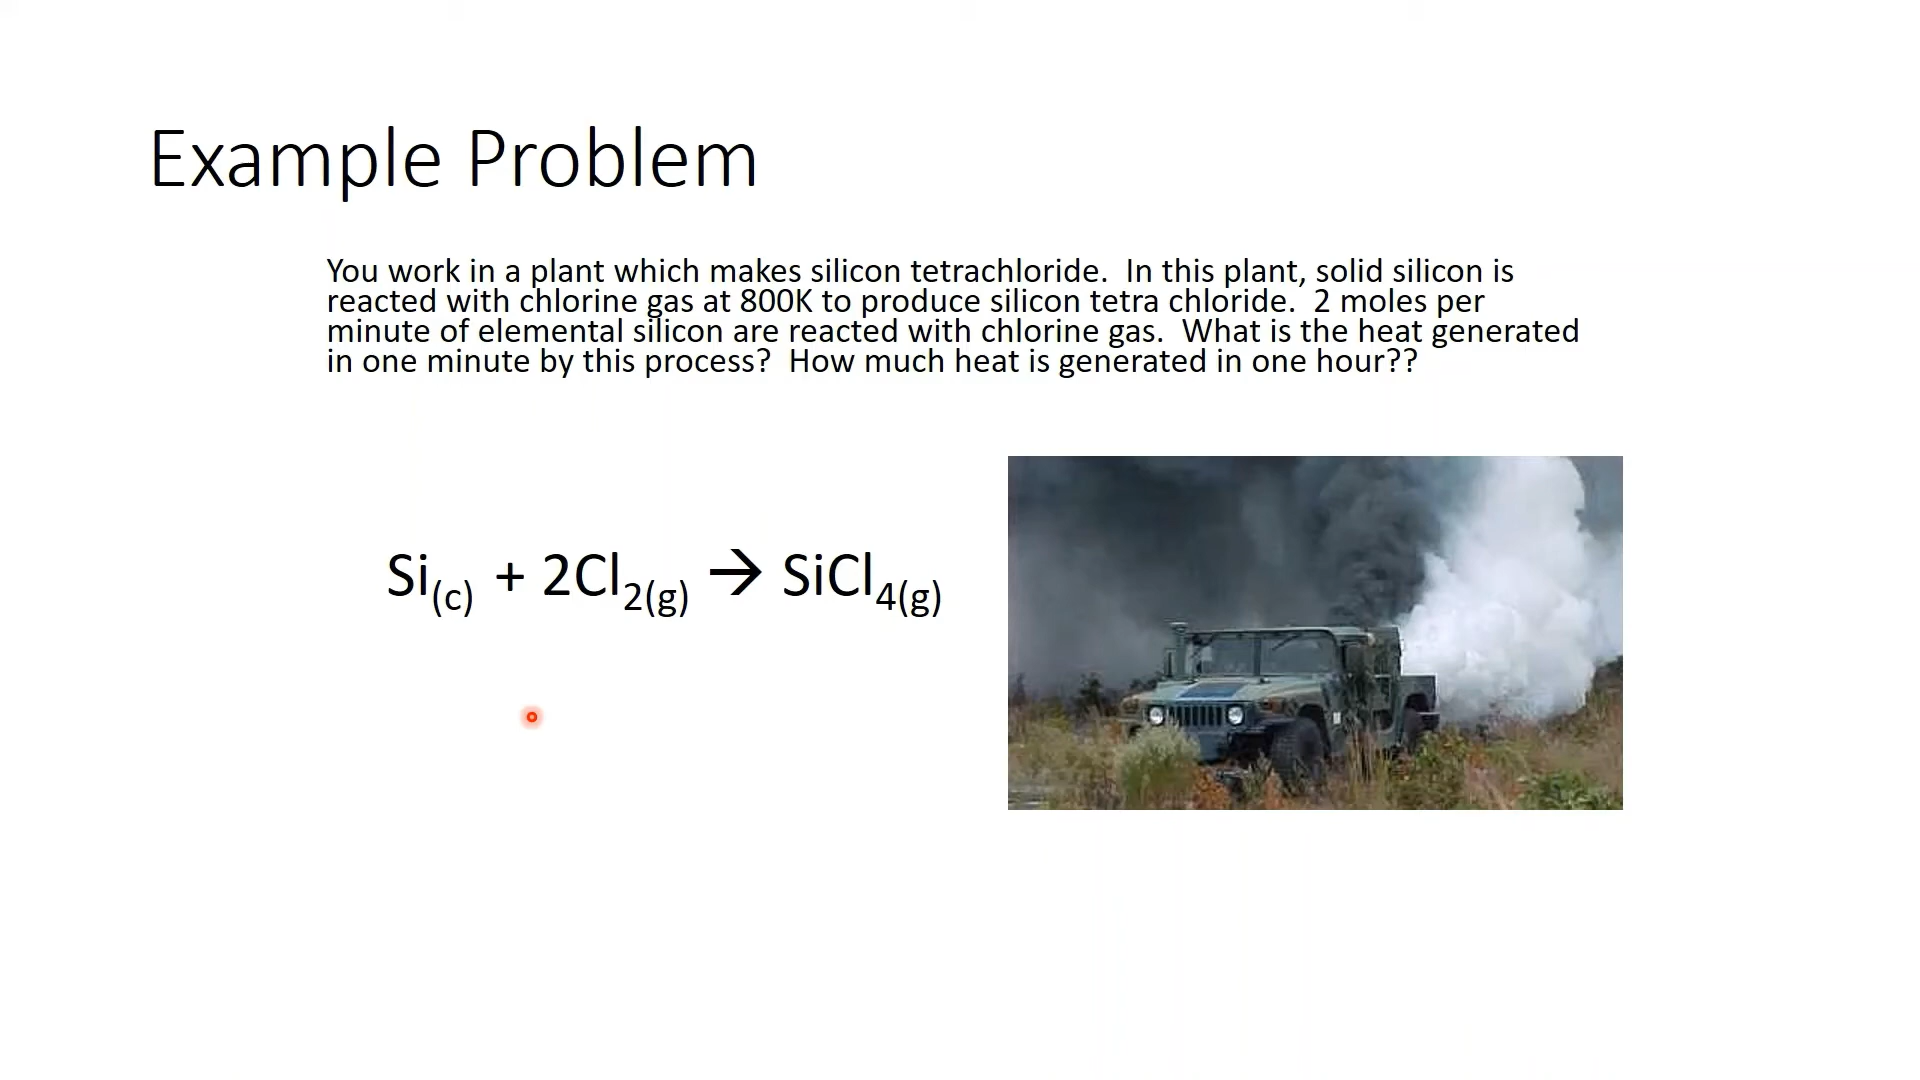 Example Problem
You work in a plant which makes silicon tetrachloride.  In this plant, solid silicon is
reacted with chlorine gas at 800K to produce silicon tetra chloride.  2 moles per
minute of elemental silicon are reacted with chlorine gas.  What is the heat generated
in one minute by this process?  How much heat is generated in one hour??
Si(c) + 2Cl2(g) → SiCl4(g)